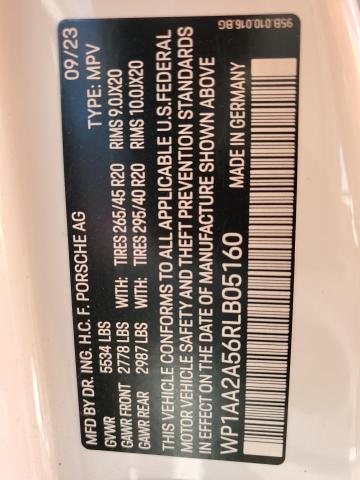 95B.010.016.BG
MFD BY DR. ING. H.C. F. PORSCHE AG 09/23
GVWR 5534 LBS TYPE: MPV
GAWR FRONT 2778 LBS WITH: TIRES 265/45 R20 RIMS 9.0JX20
GAWR REAR 2987 LBS WITH: TIRES 295/40 R20 RIMS 10.0JX20
THIS VEHICLE CONFORMS TO ALL APPLICABLE U.S. FEDERAL
MOTOR VEHICLE SAFETY AND THEFT PREVENTION STANDARDS
IN EFFECT ON THE DATE OF MANUFACTURE SHOWN ABOVE
WP1AA2A56RLB05160 MADE IN GERMANY